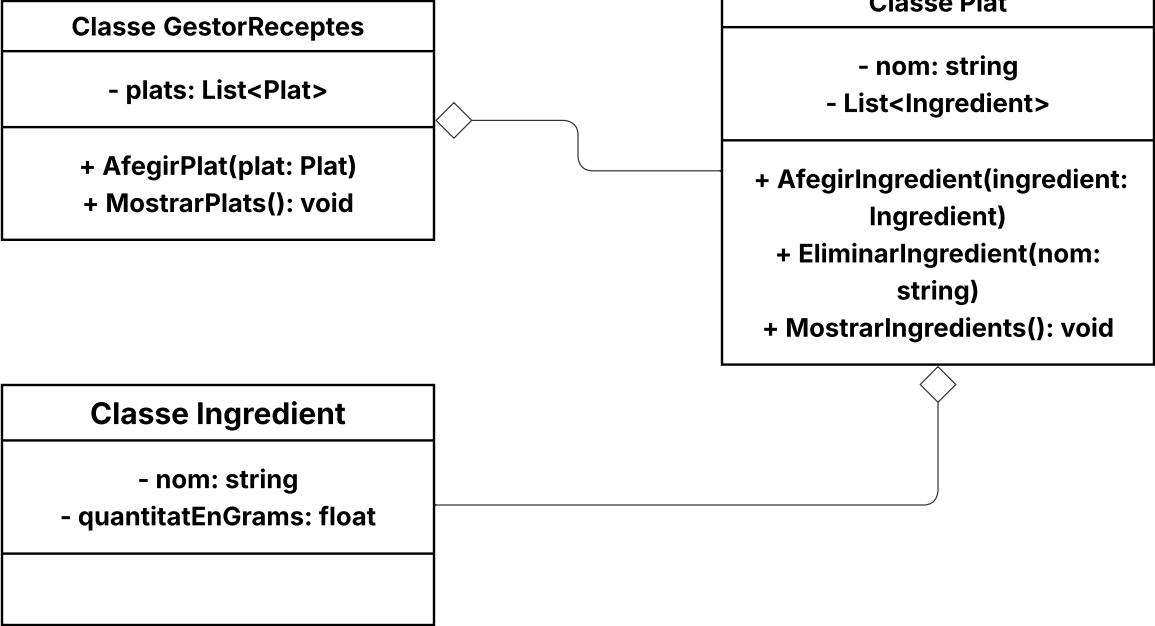 Classe GestorReceptes
- plats: List<Plat>
+ AfegirPlat(plat: Plat)
+ MostrarPlats(): void
Classe Plat
- nom: string
- List<Ingredient>
+ AfegirIngredient(ingredient:
Ingredient)
+ EliminarIngredient(nom:
string)
+ MostrarIngredients(): void
Classe Ingredient
- nom: string
- quantitatEnGrams: float